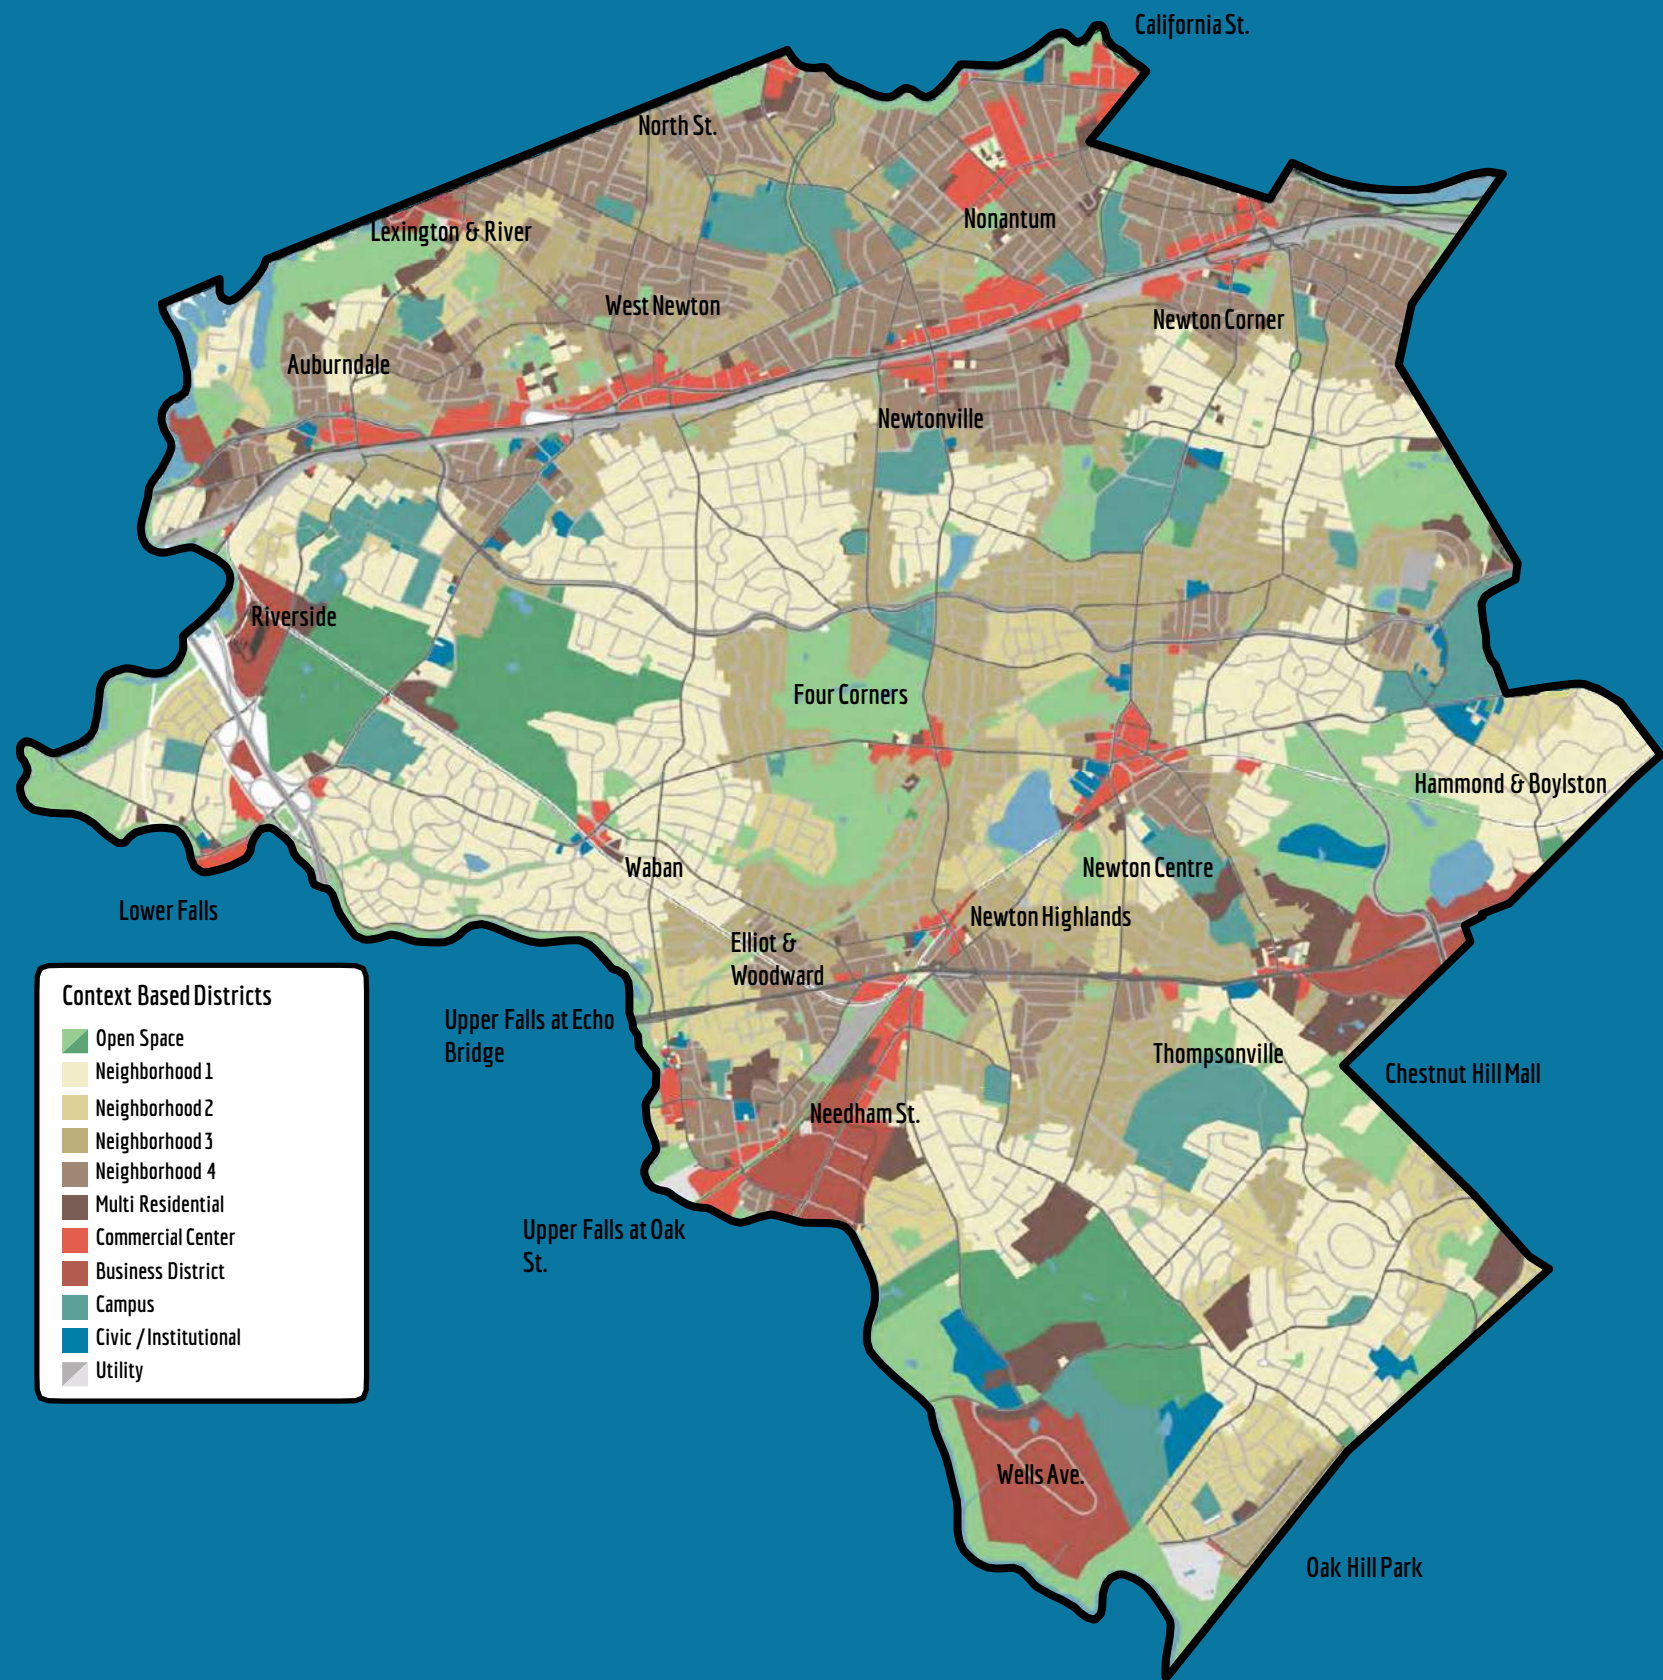 California St.
North St.
Nonantum
Lexington & River
West Newton
Newton Corner
Auburndale
Newtonville
Riverside
Four Corners
Hammond & Boylston
Waban
Newton Centre
Lower Falls
Newton Highlands
Elliot &
Woodward
Upper Falls at Echo
Bridge
Thompsonville
Chestnut Hill Mall
Needham St.
Upper Falls at Oak
St.
Wells Ave.
Oak Hill Park
Context Based Districts
Open Space
Neighborhood 1
Neighborhood 2
Neighborhood 3
Neighborhood 4
Multi Residential
Commercial Center
Business District
Campus
Civic / Institutional
Utility